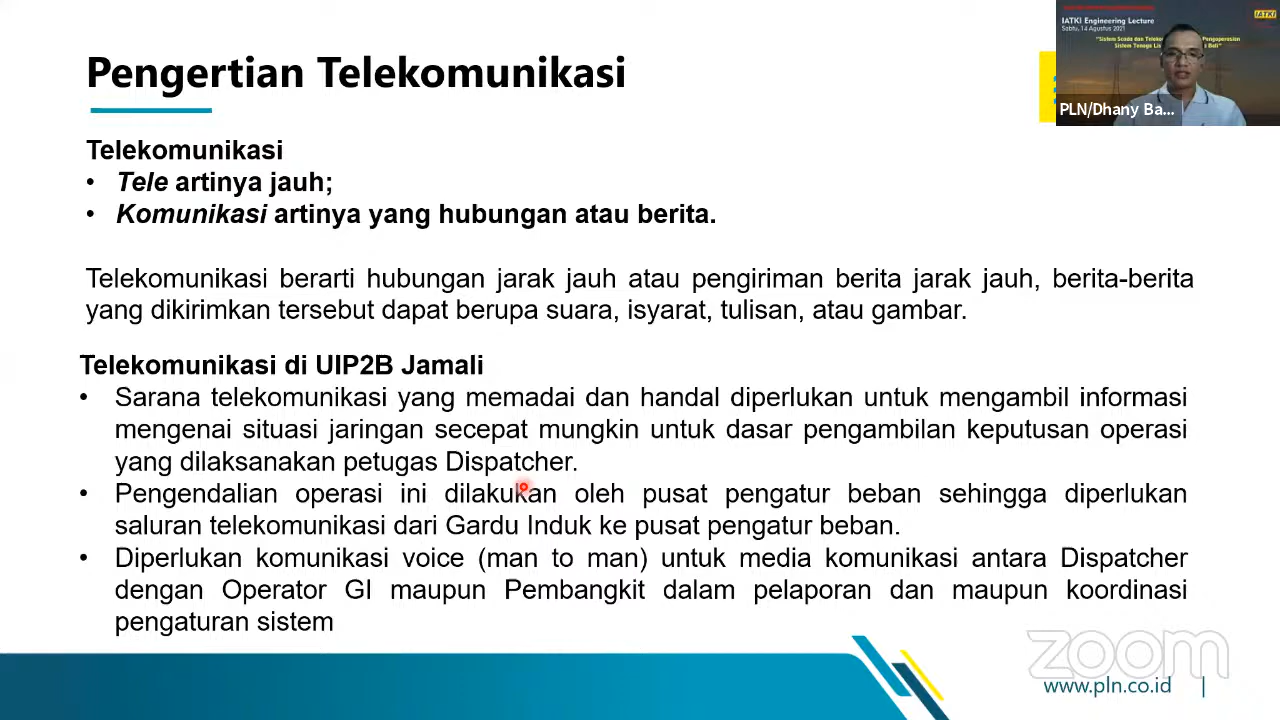 Pengertian Telekomunikasi
IATKI Engineering Lecture
Sabtu, 14 Agustus 2021
IATKI
PLN/Dhany Ba...
Telekomunikasi
• Tele artinya jauh;
• Komunikasi artinya yang hubungan atau berita.
Telekomunikasi berarti hubungan jarak jauh atau pengiriman berita jarak jauh, berita-berita
yang dikirimkan tersebut dapat berupa suara, isyarat, tulisan, atau gambar.
Telekomunikasi di UIP2B Jamali
• Sarana telekomunikasi yang memadai dan handal diperlukan untuk mengambil informasi
mengenai situasi jaringan secepat mungkin untuk dasar pengambilan keputusan operasi
yang dilaksanakan petugas Dispatcher.
• Pengendalian operasi ini dilakukan oleh pusat pengatur beban sehingga diperlukan
saluran telekomunikasi dari Gardu Induk ke pusat pengatur beban.
• Diperlukan komunikasi voice (man to man) untuk media komunikasi antara Dispatcher
dengan Operator GI maupun Pembangkit dalam pelaporan dan maupun koordinasi
pengaturan sistem
zoom
www.pln.co.id |